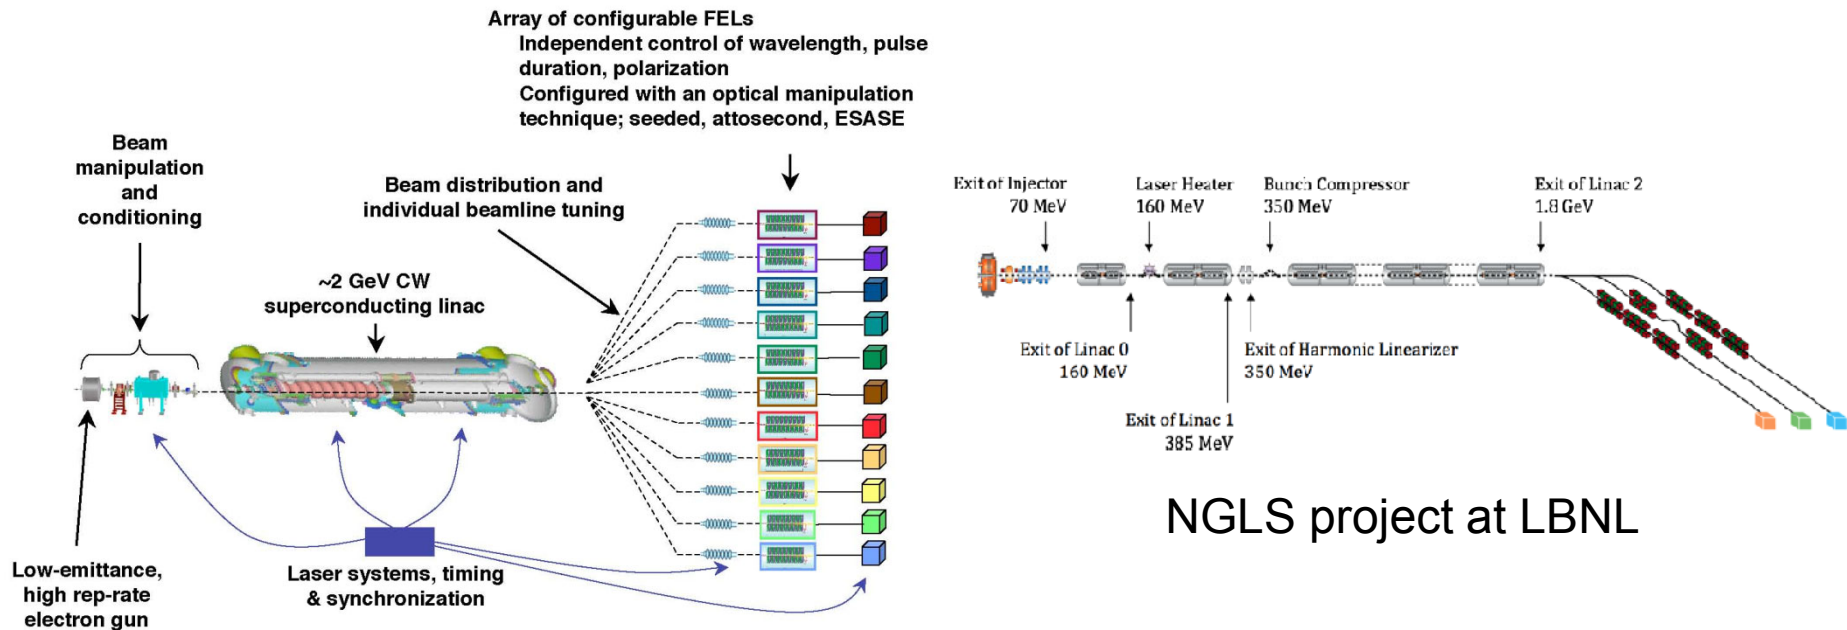 Array of configurable FELs
Independent control of wavelength, pulse
duration, polarization
Configured with an optical manipulation
technique; seeded, attosecond, ESASE
Beam
manipulation
and
conditioning
Beam distribution and
individual beamline tuning
~2 GeV CW
superconducting linac
Low-emittance,
high rep-rate
electron gun
Laser systems, timing
& synchronization
Exit of Injector
70 MeV
Laser Heater
160 MeV
Bunch Compressor
350 MeV
Exit of Linac 2
1.8 GeV
Exit of Linac 0
160 MeV
Exit of Harmonic Linearizer
350 MeV
Exit of Linac 1
385 MeV
NGLS project at LBNL